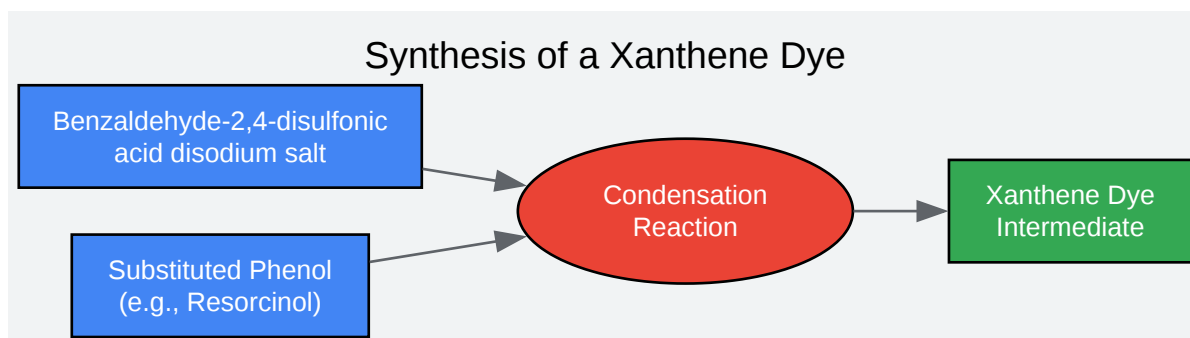 Synthesis of a Xanthene Dye
Benzaldehyde-2,4-disulfonic
acid disodium salt
Substituted Phenol
(e.g., Resorcinol)
Condensation
Reaction
Xanthene Dye
Intermediate